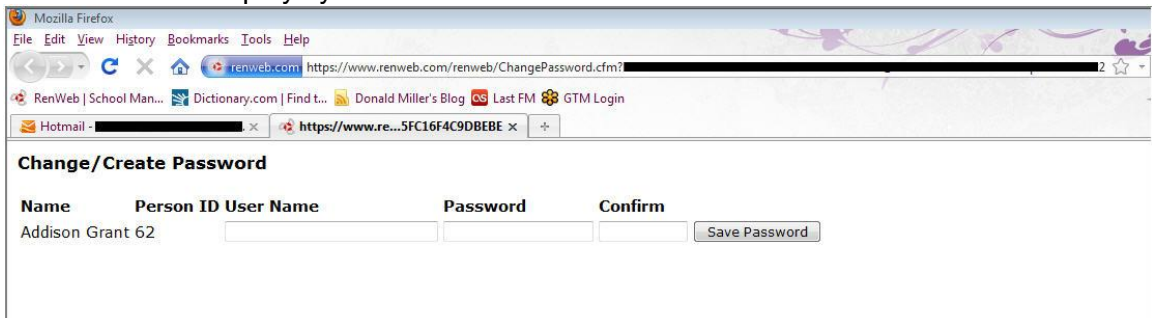 Mozilla Firefox
File Edit View History Bookmarks Tools Help
renweb.com https://www.renweb.com/renweb/ChangePassword.cfm? 2
RenWeb | School Man... Dictionary.com | Find t... Donald Miller's Blog Last FM GTM Login
Hotmail - https://www.re...5FC16F4C9DBEBE
Change/Create Password
Name Person ID User Name Password Confirm
Addison Grant 62 Save Password